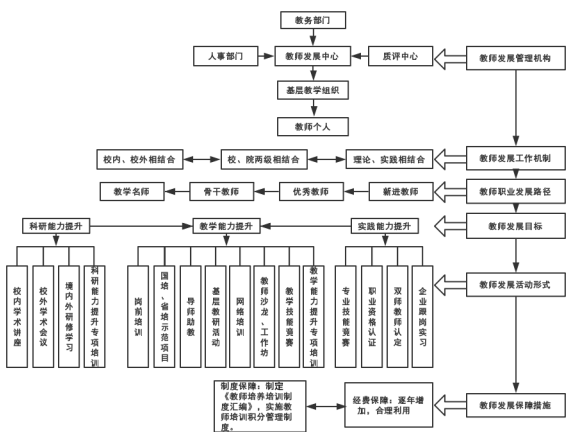 教务部门
人事部门
教师发展中心
质评中心
教师发展管理机构
基层教学组织
教师个人
校内、校外相结合
校、院两级相结合
理论、实践相结合
教师发展工作机制
教学名师
骨干教师
优秀教师
新进教师
教师职业发展路径
科研能力提升
教学能力提升
实践能力提升
教师发展目标
校内学术讲座
校外学术会议
境内外研修学习
科研能力提升专项培训
岗前培训
国培、省培示范项目
导师助教
基层教研活动
网络培训
教师沙龙、工作坊
教学技能竞赛
教学能力提升专项培训
专业技能竞赛
职业资格认证
双师教师认定
企业跟岗实习
教师发展活动形式
制度保障：制定
《教师培养培训制
度汇编》，实施教
师培训积分管理制
度。
经费保障：逐年增
加，合理利用
教师发展保障措施